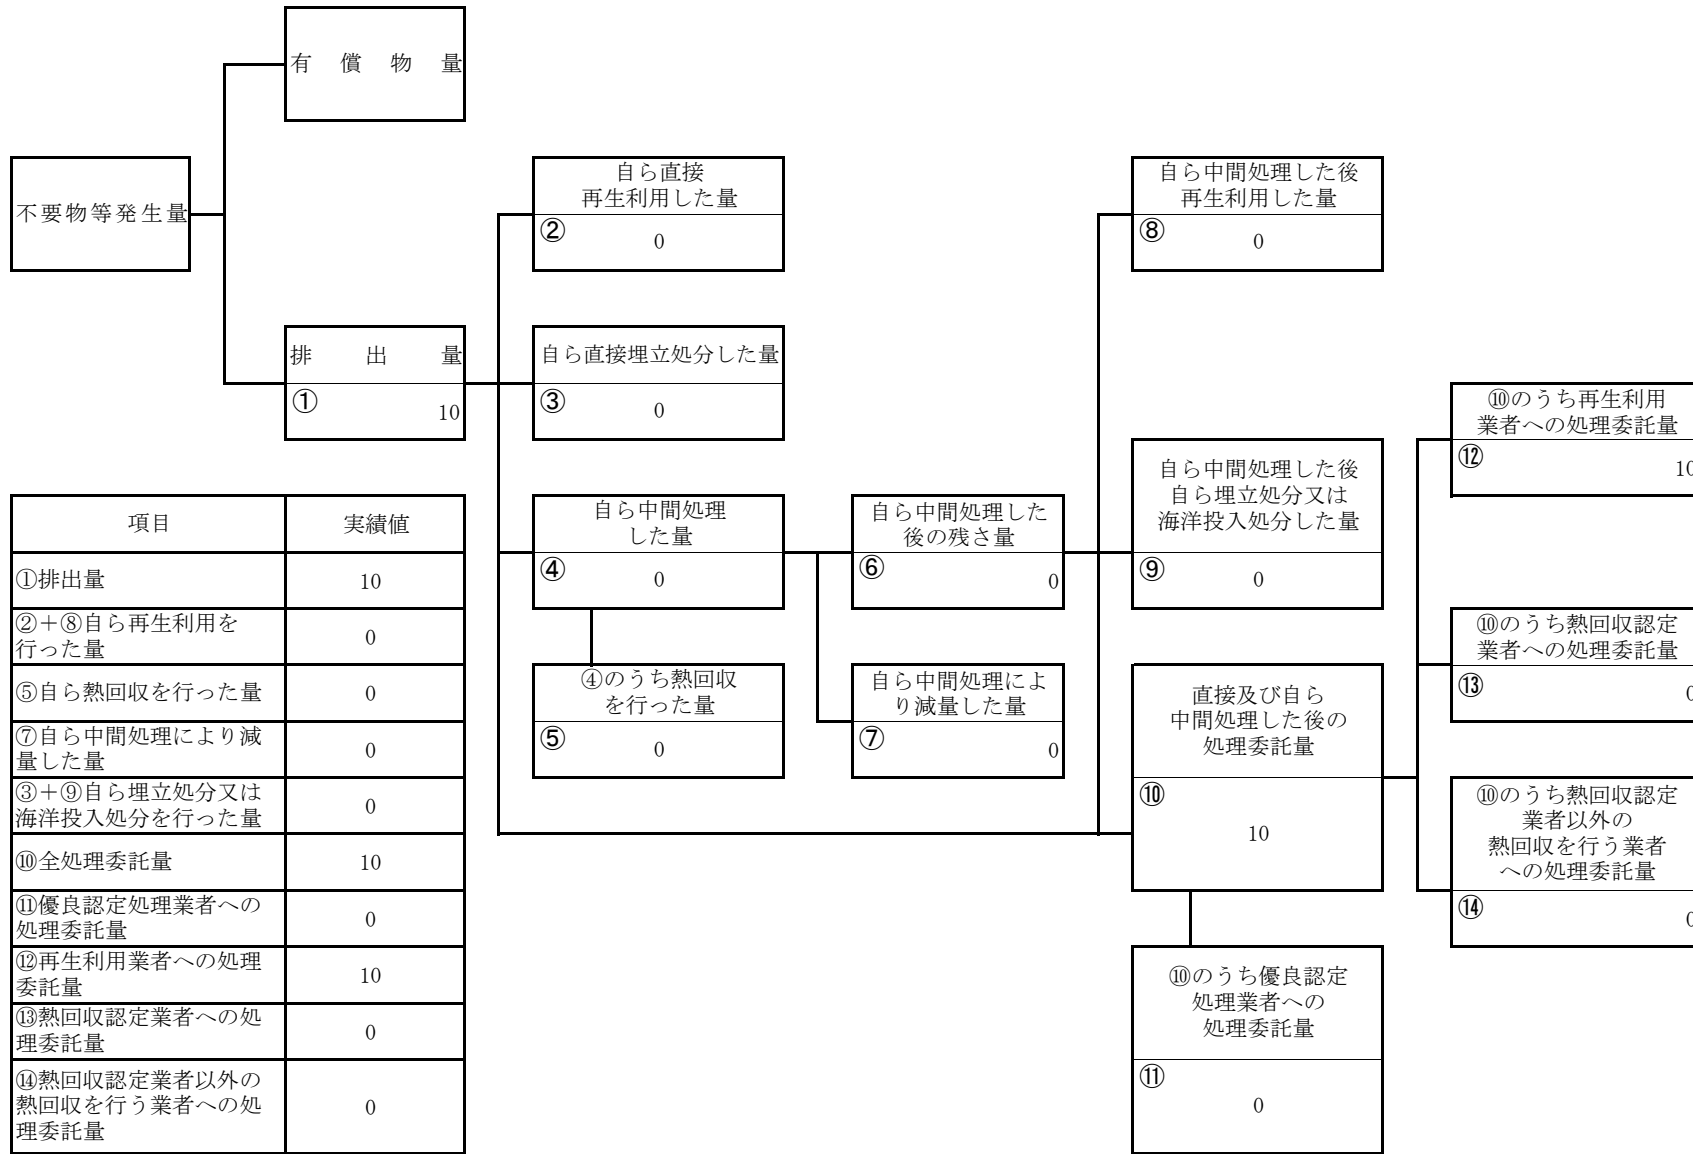 有償物量
不要物等発生量
排出量
①
10
自ら直接
再生利用した量
②
0
自ら直接埋立処分した量
③
0
自ら中間処理
した量
④
0
④のうち熱回収
を行った量
⑤
0
自ら中間処理した
後の残さ量
⑥
0
自ら中間処理によ
り減量した量
⑦
0
自ら中間処理した後
再生利用した量
⑧
0
自ら中間処理した後
自ら埋立処分又は
海洋投入処分した量
⑨
0
直接及び自ら
中間処理した後の
処理委託量
⑩
10
⑩のうち優良認定
処理業者への
処理委託量
⑪
0
⑩のうち再生利用
業者への処理委託量
⑫
10
⑩のうち熱回収認定
業者への処理委託量
⑬
0
⑩のうち熱回収認定
業者以外の
熱回収を行う業者
への処理委託量
⑭
0
項目 実績値
①排出量 10
②＋⑧自ら再生利用を
行った量 0
⑤自ら熱回収を行った量 0
⑦自ら中間処理により減
量した量 0
③＋⑨自ら埋立処分又は
海洋投入処分を行った量 0
⑩全処理委託量 10
⑪優良認定処理業者への
処理委託量 0
⑫再生利用業者への処理
委託量 10
⑬熱回収認定業者への処
理委託量 0
⑭熱回収認定業者以外の
熱回収を行う業者への処
理委託量 0